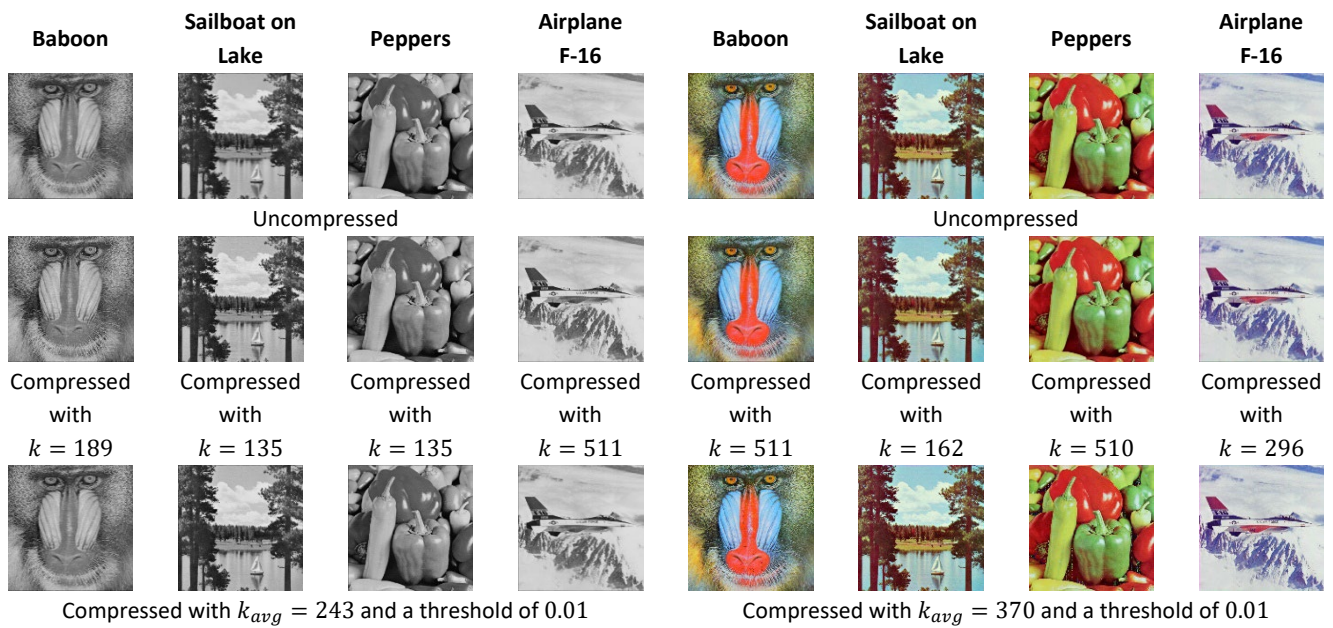 Baboon
Sailboat on
Lake
Peppers
Airplane
F-16
Baboon
Sailboat on
Lake
Peppers
Airplane
F-16
Uncompressed
Uncompressed
Compressed
with
k = 189
Compressed
with
k = 135
Compressed
with
k = 135
Compressed
with
k = 511
Compressed
with
k = 511
Compressed
with
k = 162
Compressed
with
k = 510
Compressed
with
k = 296
Compressed with k_avg = 243 and a threshold of 0.01
Compressed with k_avg = 370 and a threshold of 0.01